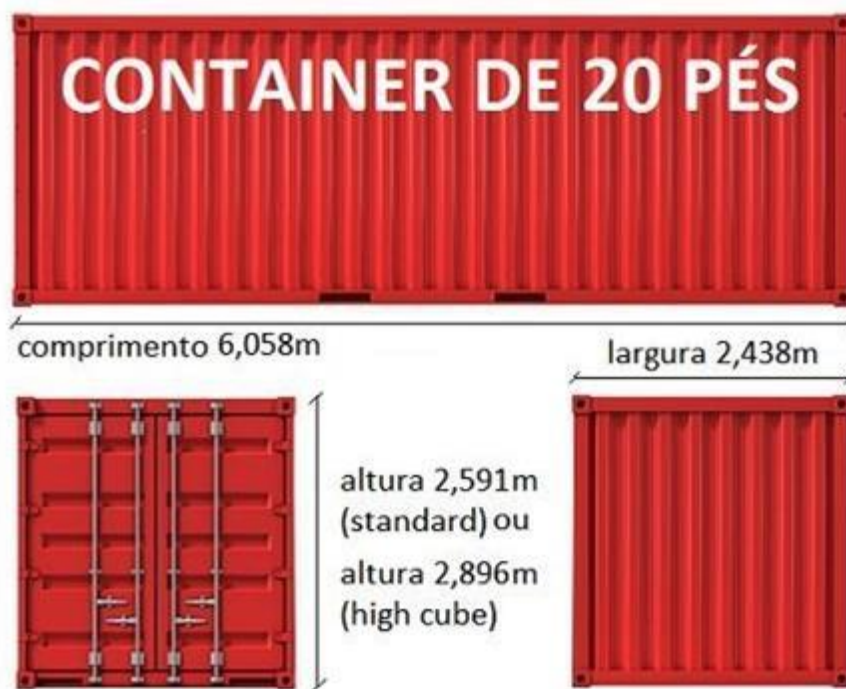 CONTAINER DE 20 PÉS
comprimento 6,058m
largura 2,438m
altura 2,591m
(standard) ou
altura 2,896m
(high cube)